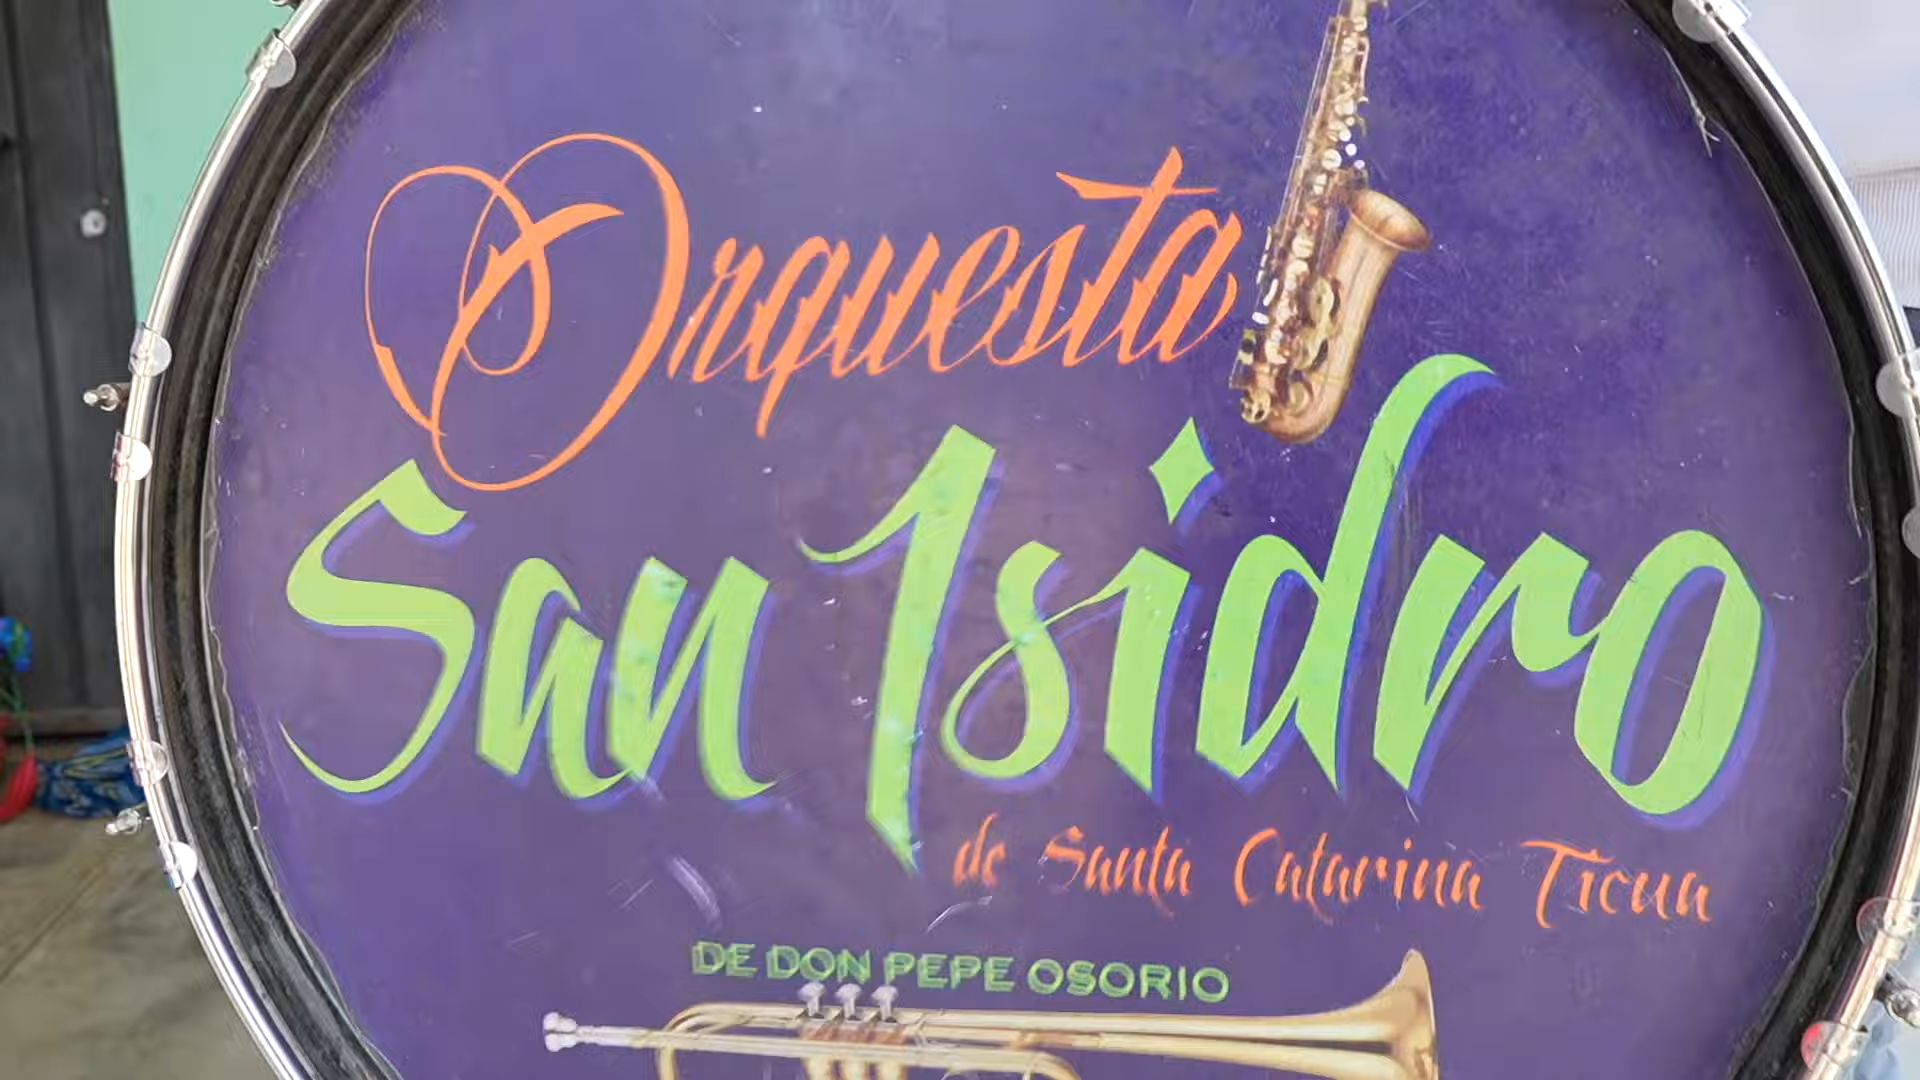 Orquesta
San Isidro
de Santa Catarina Ticua
DE DON PEPE OSORIO